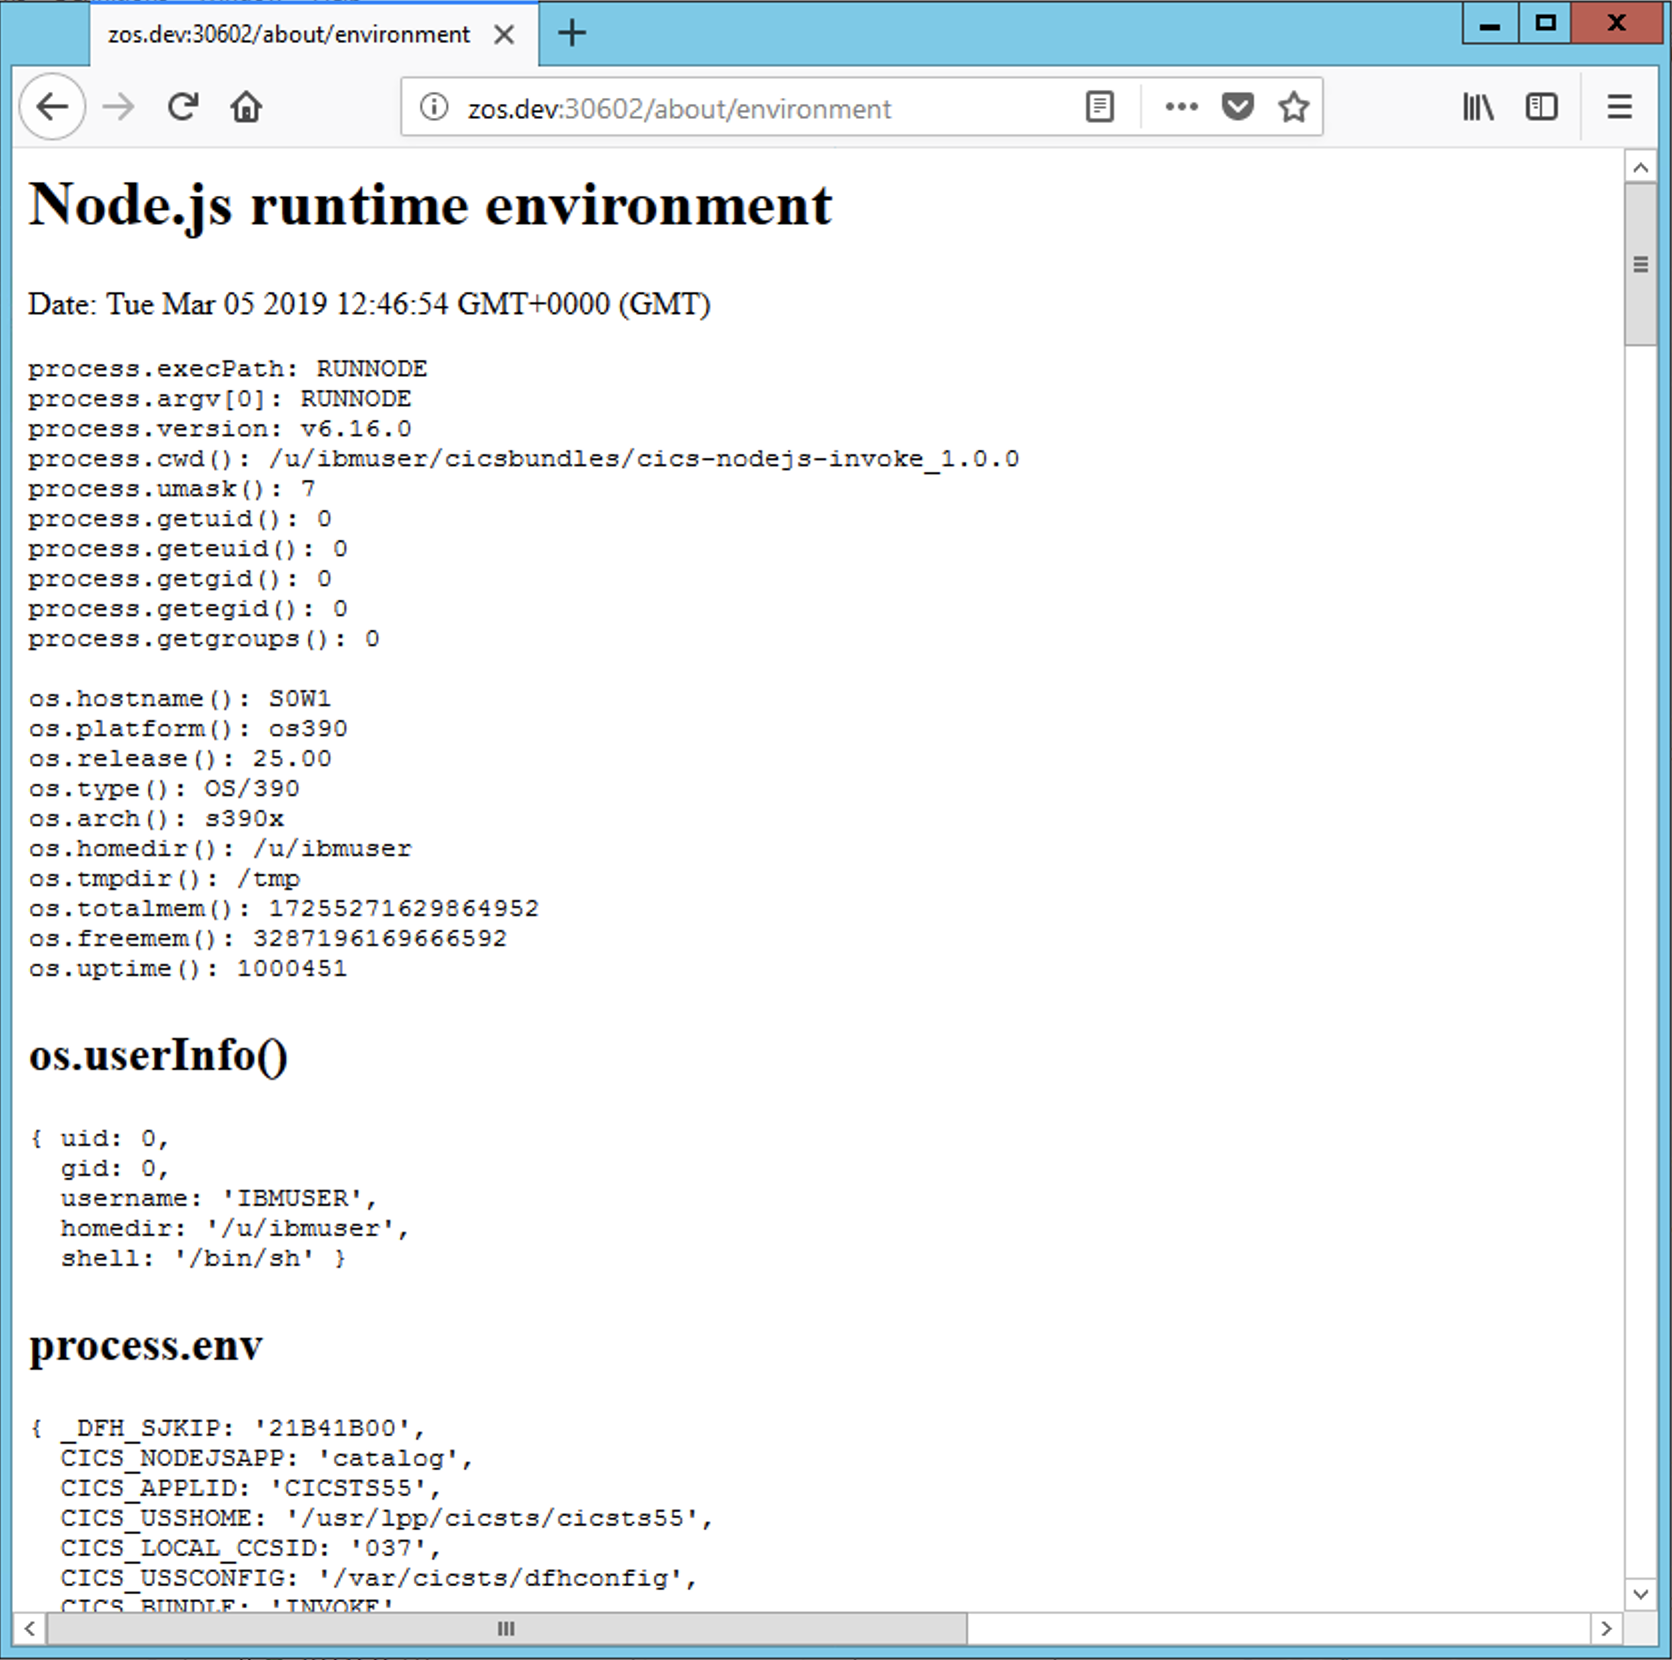 zos.dev:30602/about/environment
zos.dev:30602/about/environment
Node.js runtime environment
Date: Tue Mar 05 2019 12:46:54 GMT+0000 (GMT)
process.execPath: RUNNODE
process.argv[0]: RUNNODE
process.version: v6.16.0
process.cwd(): /u/ibmuser/cicsbundles/cics-nodejs-invoke_1.0.0
process.umask(): 7
process.getuid(): 0
process.geteuid(): 0
process.getgid(): 0
process.getegid(): 0
process.getgroups(): 0
os.hostname(): S0W1
os.platform(): os390
os.release(): 25.00
os.type(): OS/390
os.arch(): s390x
os.homedir(): /u/ibmuser
os.tmpdir(): /tmp
os.totalmem(): 17255271629864952
os.freemem(): 3287196169666592
os.uptime(): 1000451
os.userInfo()
{ uid: 0,
  gid: 0,
  username: 'IBMUSER',
  homedir: '/u/ibmuser',
  shell: '/bin/sh' }
process.env
{ _DFH_SJKIP: '21B41B00',
  CICS_NODEJSAPP: 'catalog',
  CICS_APPLID: 'CICSTS55',
  CICS_USSHOME: '/usr/lpp/cicsts/cicsts55',
  CICS_LOCAL_CCSID: '037',
  CICS_USSCONFIG: '/var/cicsts/dfhconfig',
  CICS_BUNDLE: 'INVOKE'